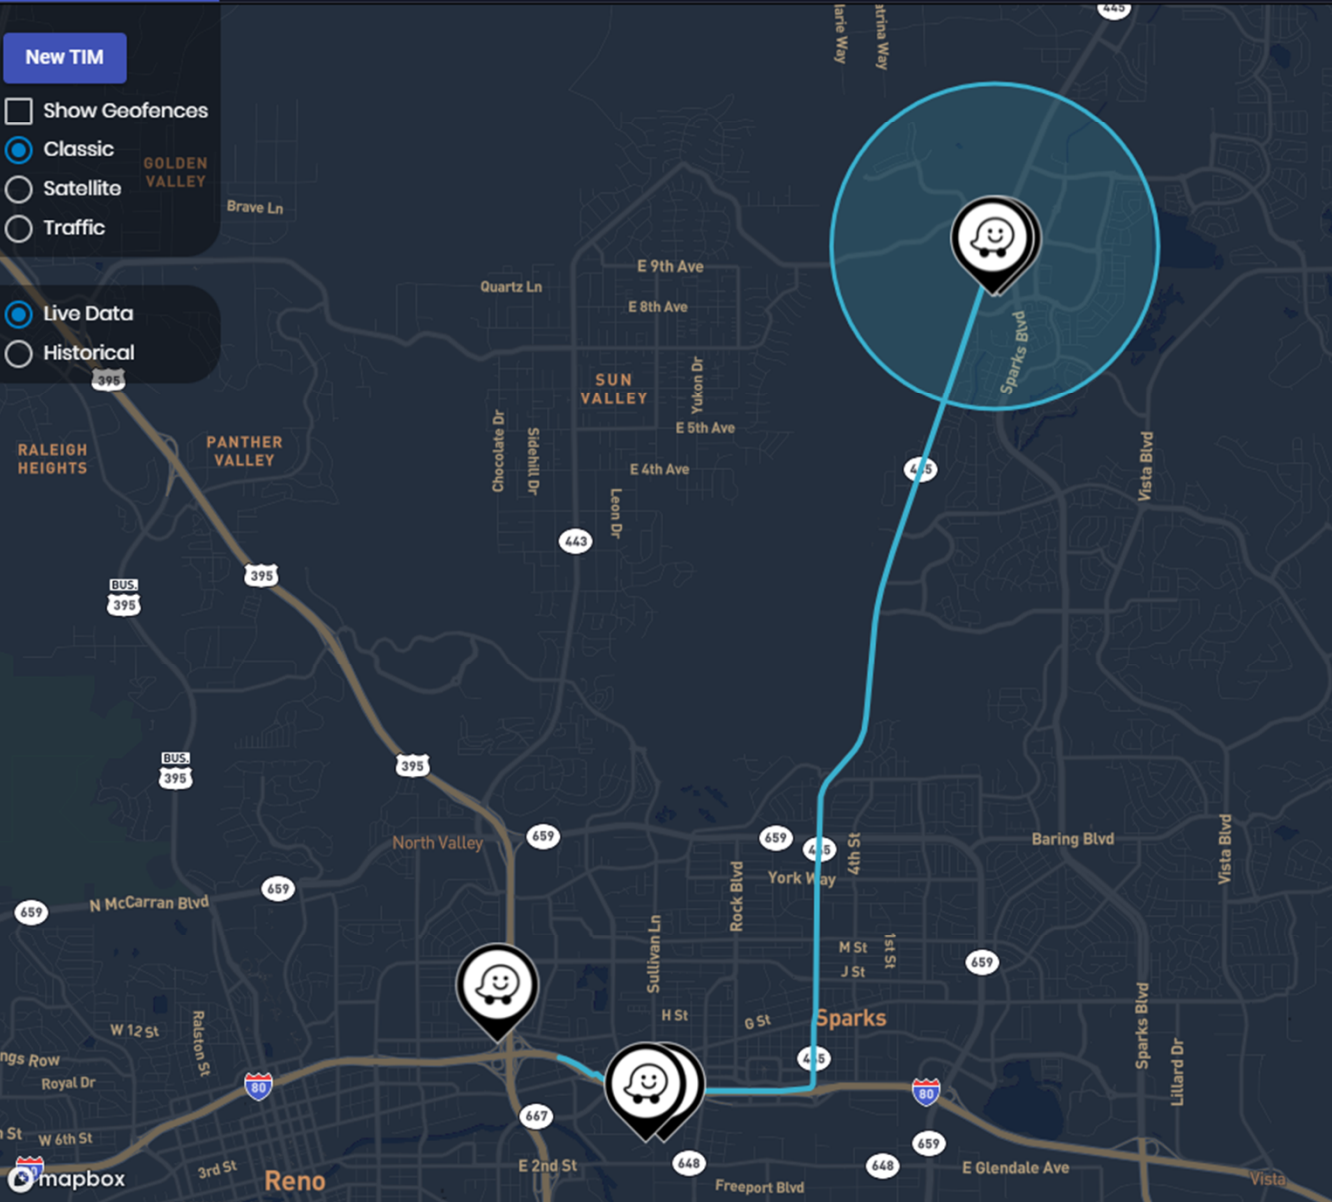 New TIM
Show Geofences
Classic
Satellite
Traffic
Live Data
Historical
445
GOLDEN
VALLEY
Brave Ln
E 9th Ave
Quartz Ln
E 8th Ave
Sparks Blvd
395
SUN
VALLEY
Yukon Dr
Chocolate Dr
Sidehill Dr
E 5th Ave
RALEIGH
HEIGHTS
PANTHER
VALLEY
E 4th Ave
Vista Blvd
Leon Dr
443
395
BUS.
395
BUS.
395
395
North Valley
659
659
4th St
Baring Blvd
Vista Blvd
York Way
Rock Blvd
659
N McCarran Blvd
659
Sullivan Ln
M St
1st St
J St
659
H St
G St
Sparks
W 12 St
Ralston St
Sparks Blvd
Lillard Dr
ngs Row
Royal Dr
80
80
667
659
St
W 6th St
3rd St
E 2nd St
648
648
E Glendale Ave
mapbox
Reno
Freeport Blvd
Vista